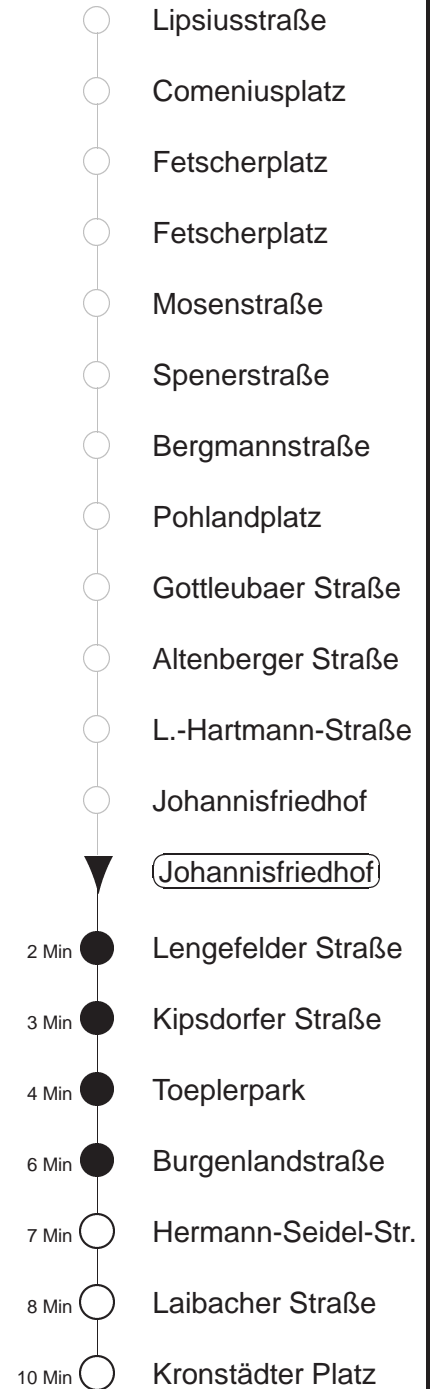 Lipsiusstraße
Comeniusplatz
Fetscherplatz
Fetscherplatz
Mosenstraße
Spenerstraße
Bergmannstraße
Pohlandplatz
Gottleubaer Straße
Altenberger Straße
L.-Hartmann-Straße
Johannisfriedhof
Johannisfriedhof
2 Min Lengefelder Straße
3 Min Kipsdorfer Straße
4 Min Toeplerpark
6 Min Burgenlandstraße
7 Min Hermann-Seidel-Str.
8 Min Laibacher Straße
10 Min Kronstädter Platz